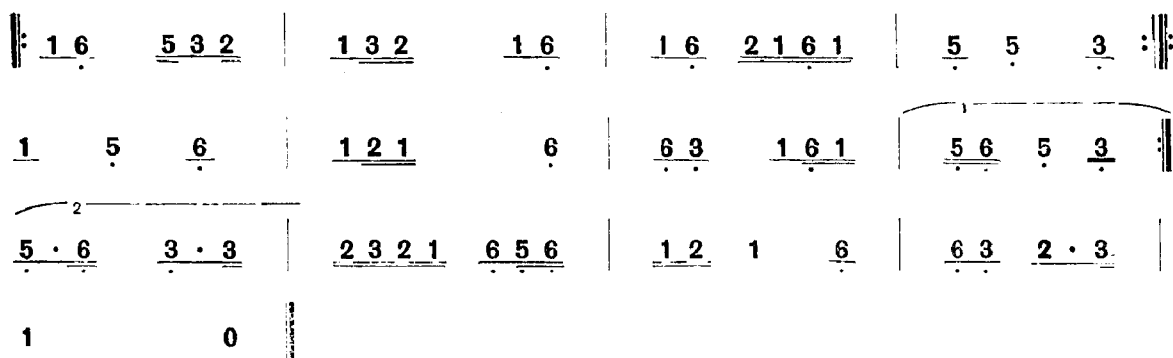 ‖: 1 6̣ 5 3 2 | 1 3 2 1 6̣ | 1 6̣ 2 1 6̣ 1 | 5̣ 5̣ 3̣ :‖:
1 5̣ 6̣ | 1 2 1 6̣ | 6̣ 3̣ 1 6̣ 1 | 1 5̣ 6̣ 5̣ 3̣ :‖
2 5̣ · 6̣ 3̣ · 3̣ | 2 3 2 1 6̣ 5̣ 6̣ | 1 2 1 6̣ | 6̣ 3̣ 2 · 3 |
1 0 ‖